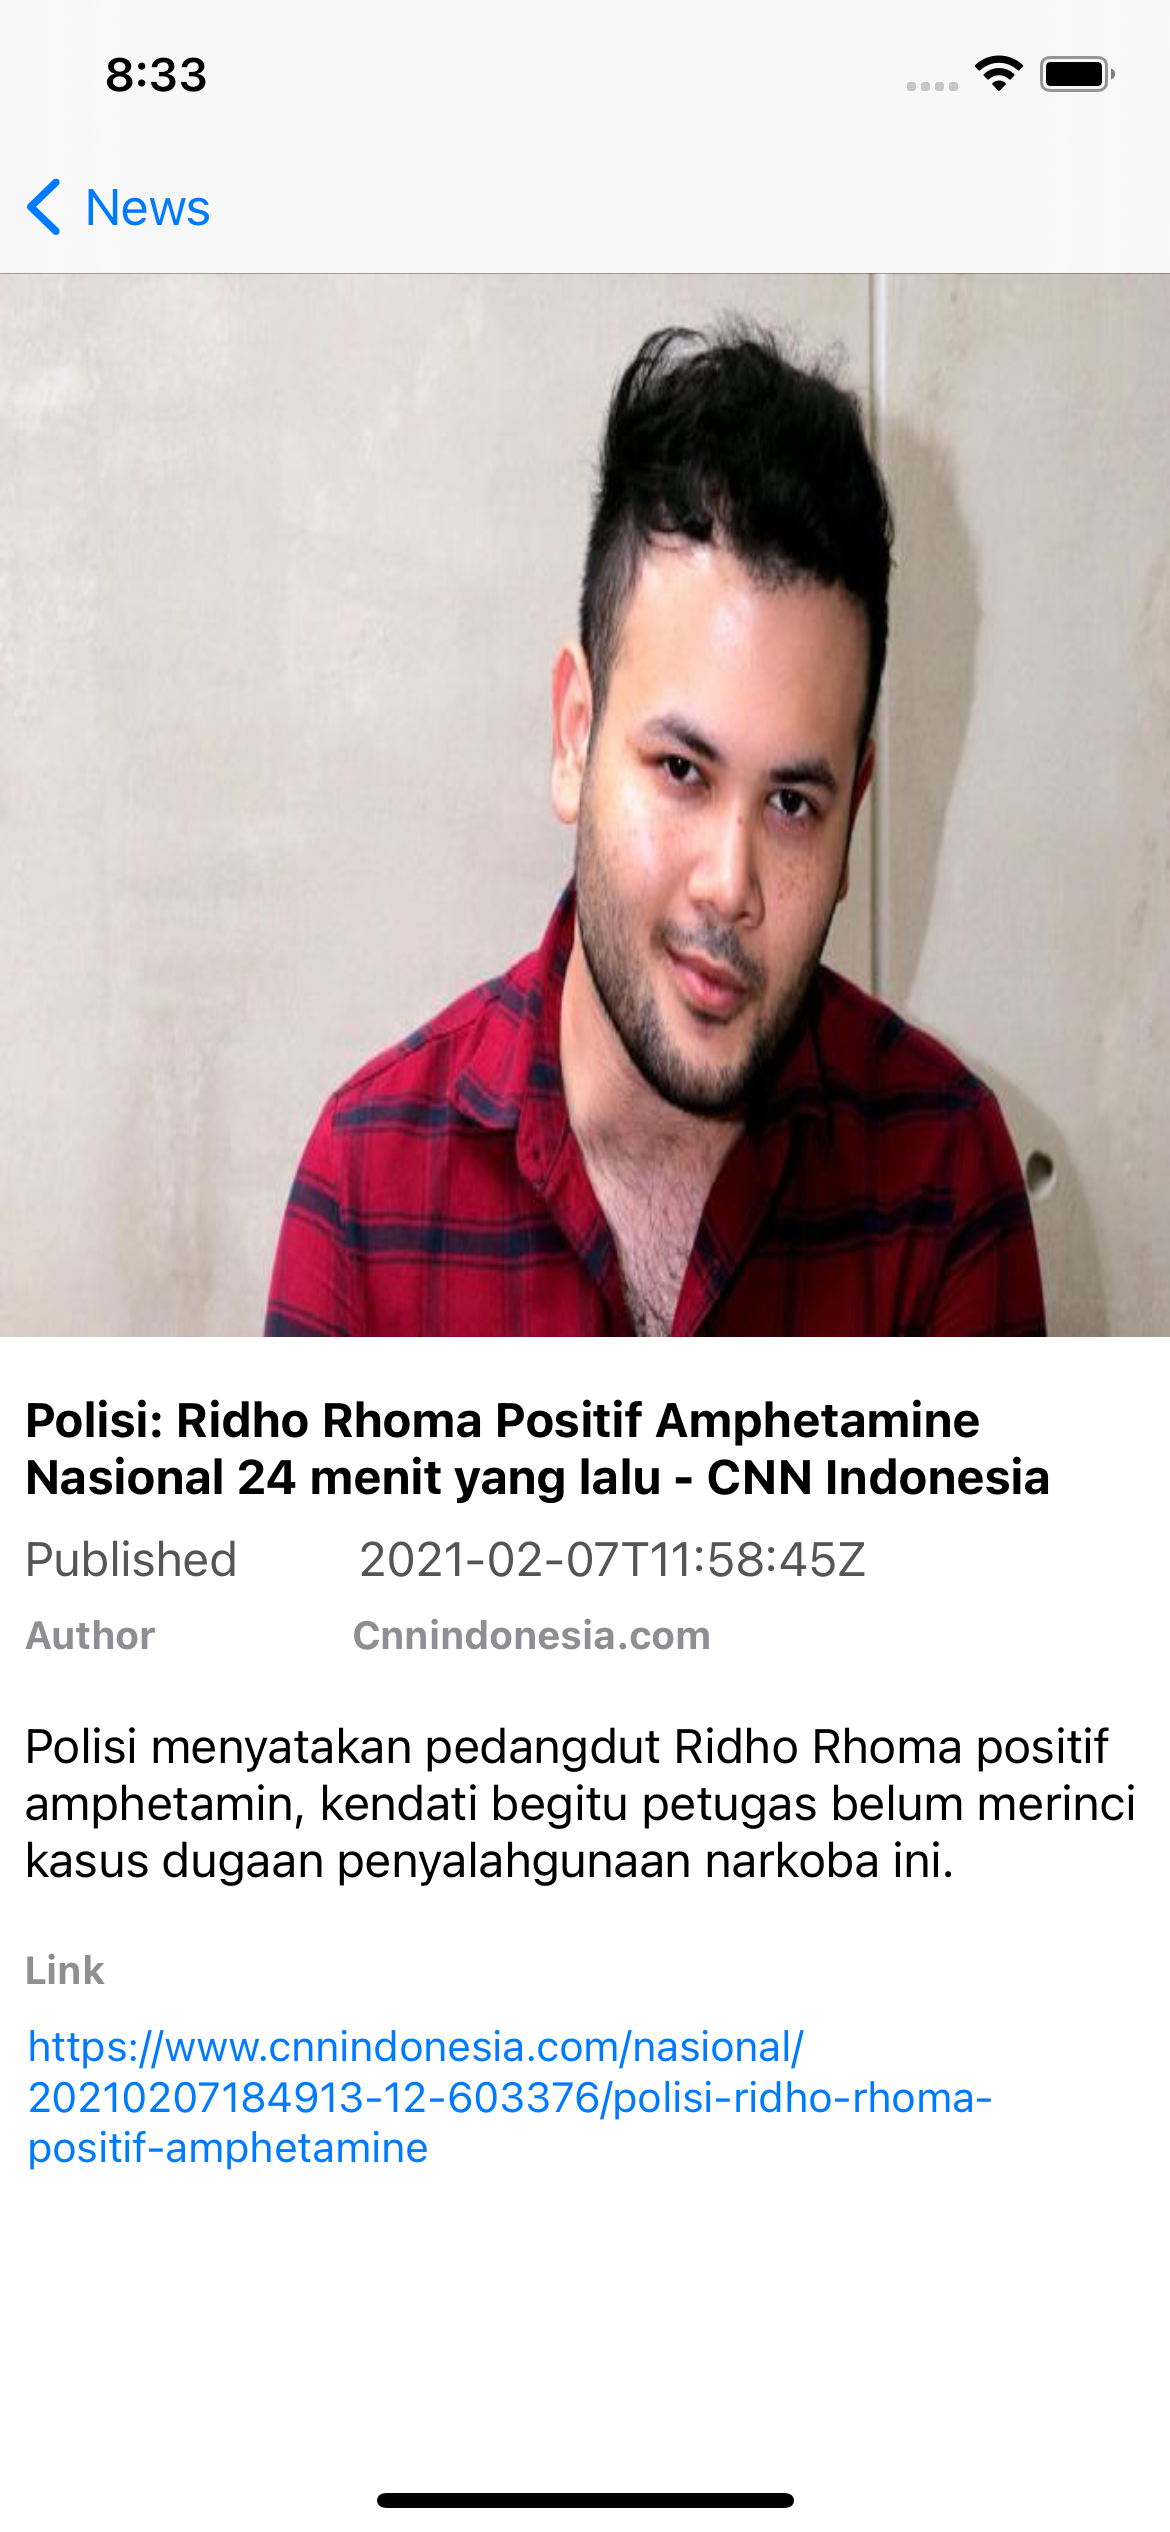 8:33
News
Polisi: Ridho Rhoma Positif Amphetamine
Nasional 24 menit yang lalu - CNN Indonesia
Published 2021-02-07T11:58:45Z
Author Cnnindonesia.com
Polisi menyatakan pedangdut Ridho Rhoma positif
amphetamin, kendati begitu petugas belum merinci
kasus dugaan penyalahgunaan narkoba ini.
Link
https://www.cnnindonesia.com/nasional/
20210207184913-12-603376/polisi-ridho-rhoma-
positif-amphetamine